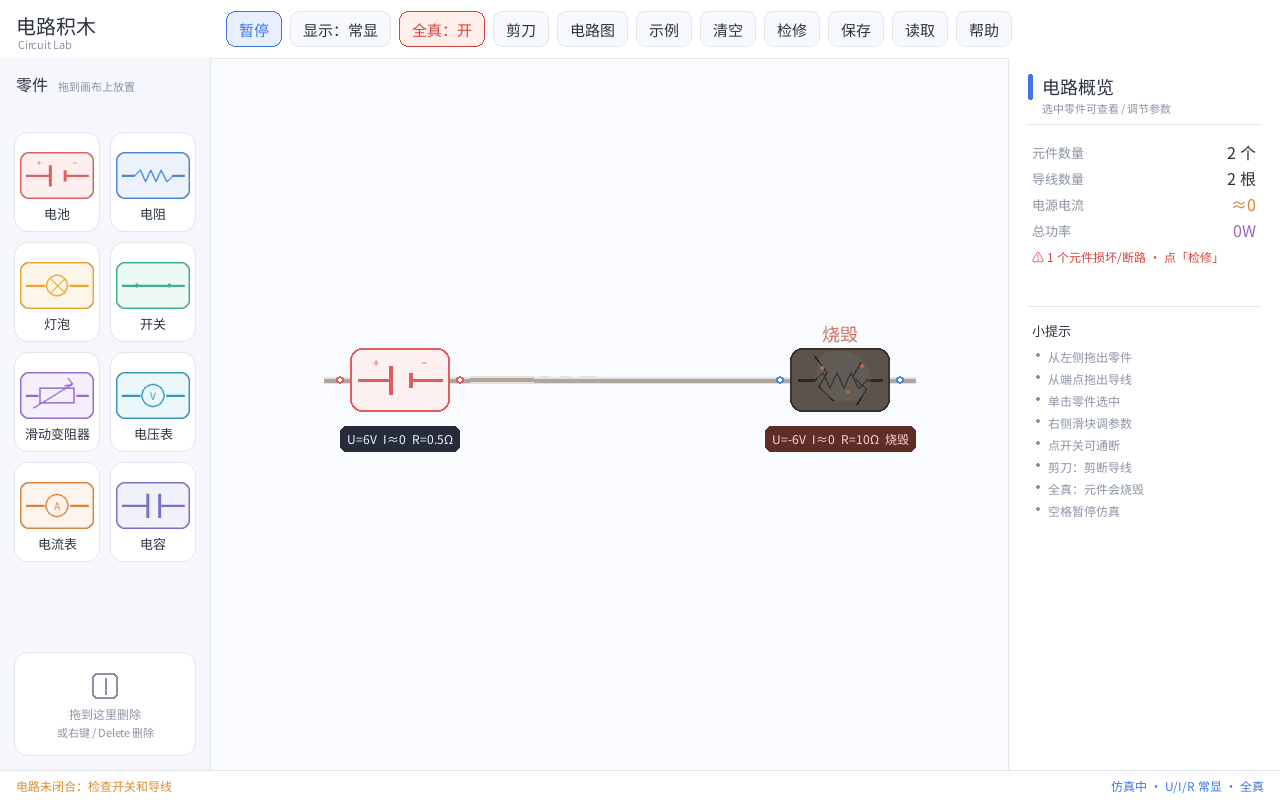 电路积木
Circuit Lab
暂停
显示：常显
全真：开
剪刀
电路图
示例
清空
检修
保存
读取
帮助
零件 拖到画布上放置
+ −
电池
电阻
灯泡
开关
滑动变阻器
V
电压表
A
电流表
电容
拖到这里删除
或右键 / Delete 删除
+ −
U=6V I≈0 R=0.5Ω
烧毁
U=-6V I≈0 R=10Ω 烧毁
电路概览
选中零件可查看 / 调节参数
元件数量 2 个
导线数量 2 根
电源电流 ≈0
总功率 0W
⚠ 1 个元件损坏/断路 · 点「检修」
小提示
• 从左侧拖出零件
• 从端点拖出导线
• 单击零件选中
• 右侧滑块调参数
• 点开关可通断
• 剪刀：剪断导线
• 全真：元件会烧毁
• 空格暂停仿真
电路未闭合：检查开关和导线
仿真中 · U/I/R 常显 · 全真